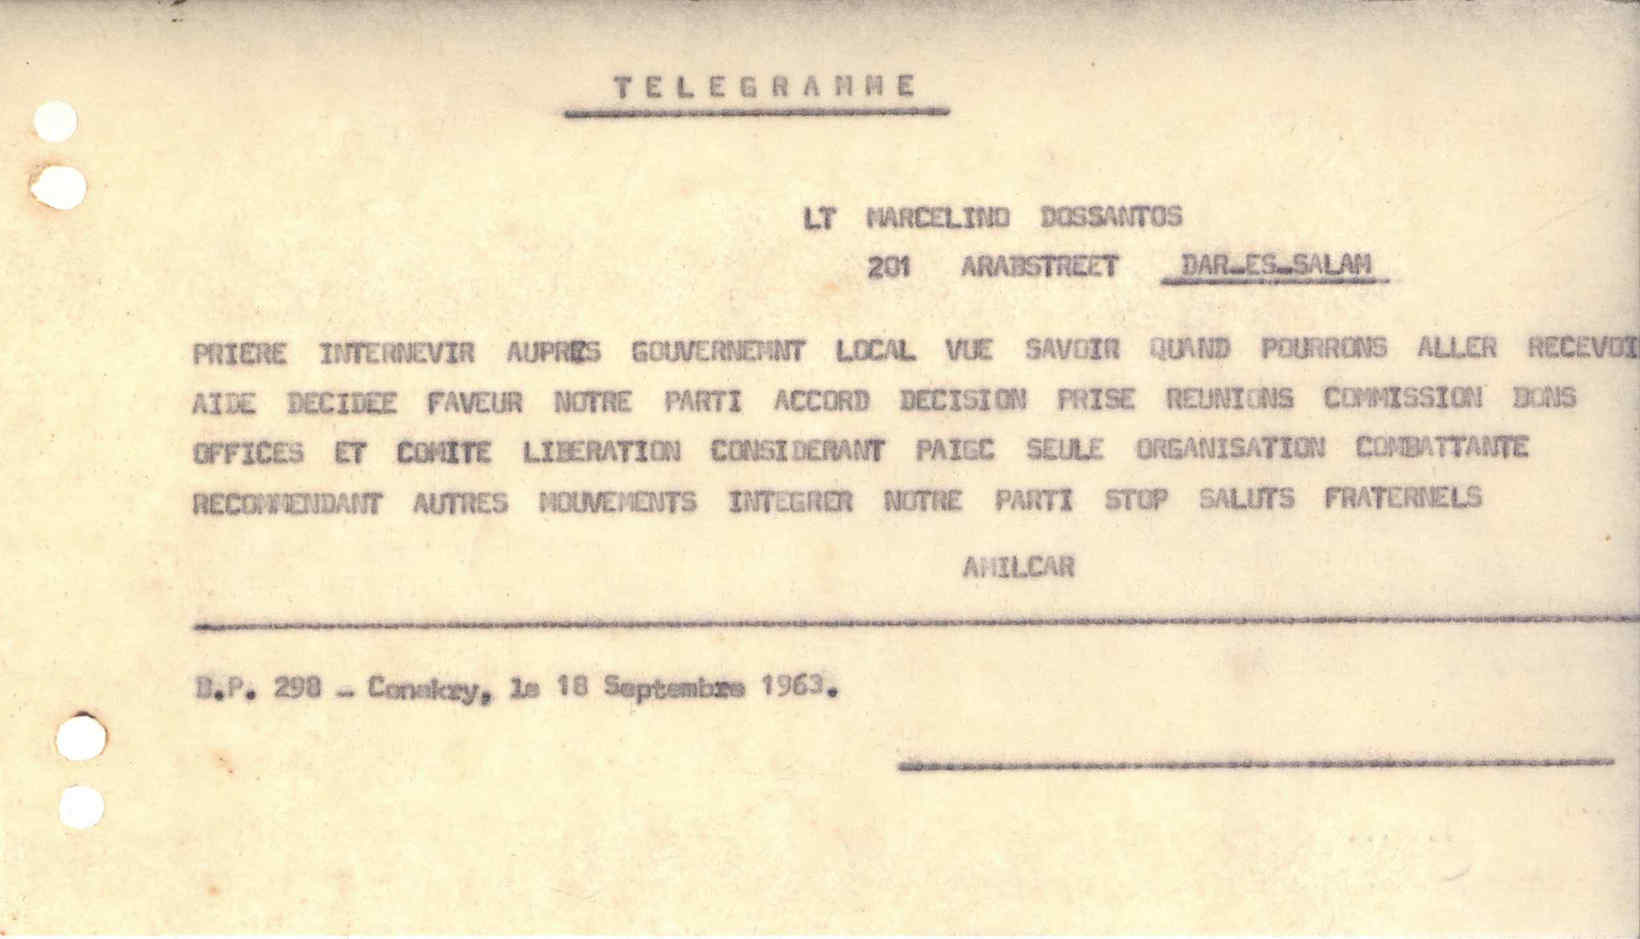 TELEGRAMME
LT MARCELINO DOSSANTOS
201 ARABSTREET DAR-ES-SALAM
PRIERE INTERNEVIR AUPRES GOUVERNEMNT LOCAL VUE SAVOIR QUAND POURRONS ALLER RECEVOI
AIDE DECIDEE FAVEUR NOTRE PARTI ACCORD DECISION PRISE REUNIONS COMMISSION BONS
OFFICES ET COMITE LIBERATION CONSIDERANT PAIGC SEULE ORGANISATION COMBATTANTE
RECOMMENDANT AUTRES MOUVEMENTS INTEGRER NOTRE PARTI STOP SALUTS FRATERNELS
AMILCAR
B.P. 298 - Conakry, le 18 Septembre 1963.